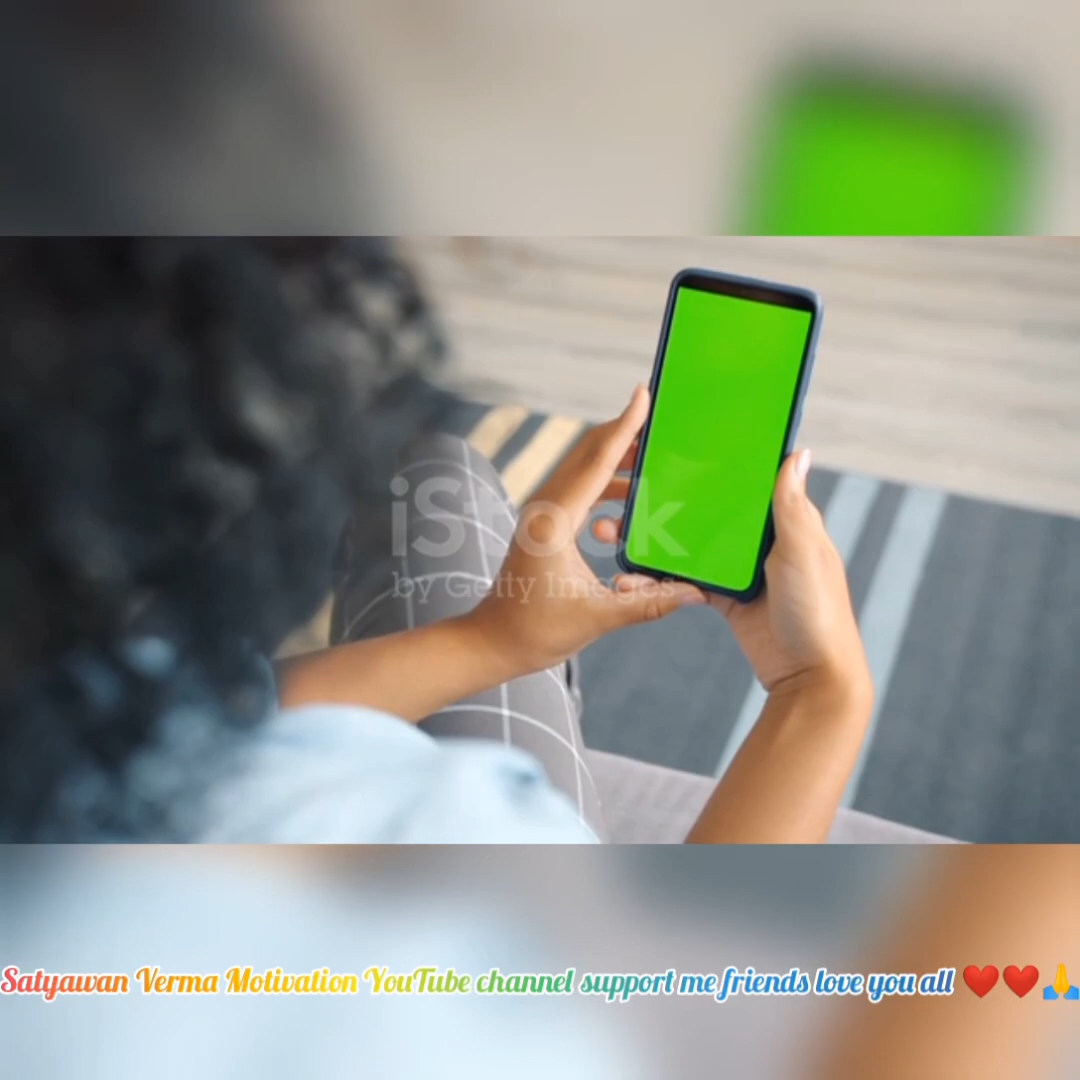 iStock
by Getty Images
Satyawan Verma Motivation YouTube channel support me friends love you all ❤️❤️🙏